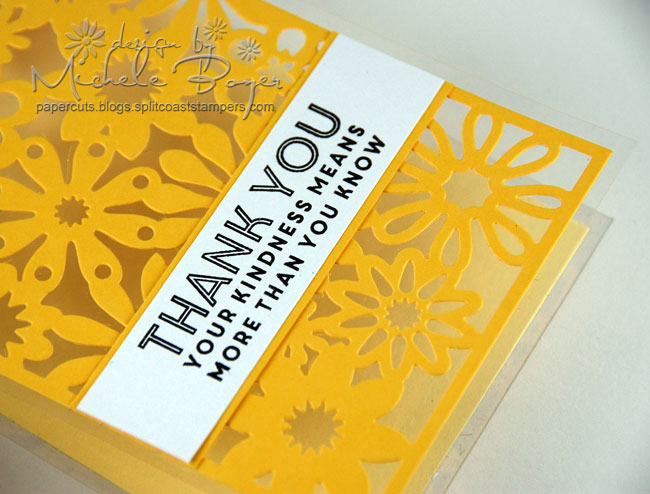 design by
Michele Boyer
papercuts.blogs.splitcoaststampers.com
THANK YOU
YOUR KINDNESS MEANS
MORE THAN YOU KNOW